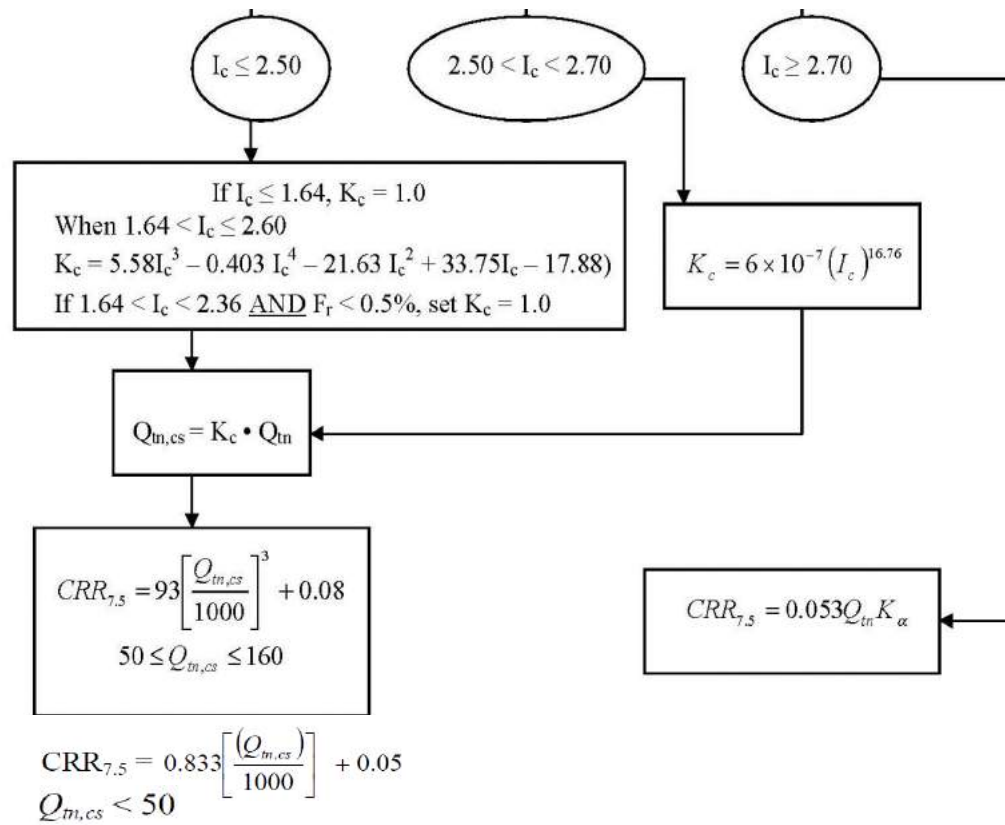 I_c ≤ 2.50
2.50 < I_c < 2.70
I_c ≥ 2.70
If I_c ≤ 1.64, K_c = 1.0
When 1.64 < I_c ≤ 2.60
K_c = 5.58I_c^3 – 0.403 I_c^4 – 21.63 I_c^2 + 33.75I_c – 17.88)
If 1.64 < I_c < 2.36 AND F_r < 0.5%, set K_c = 1.0
K_c = 6 × 10^-7 (I_c)^16.76
Q_tn,cs = K_c • Q_tn
CRR_7.5 = 93[Q_tn,cs / 1000]^3 + 0.08
50 ≤ Q_tn,cs ≤ 160
CRR_7.5 = 0.053Q_tn K_α
CRR_7.5 = 0.833[(Q_tn,cs) / 1000] + 0.05
Q_tn,cs < 50